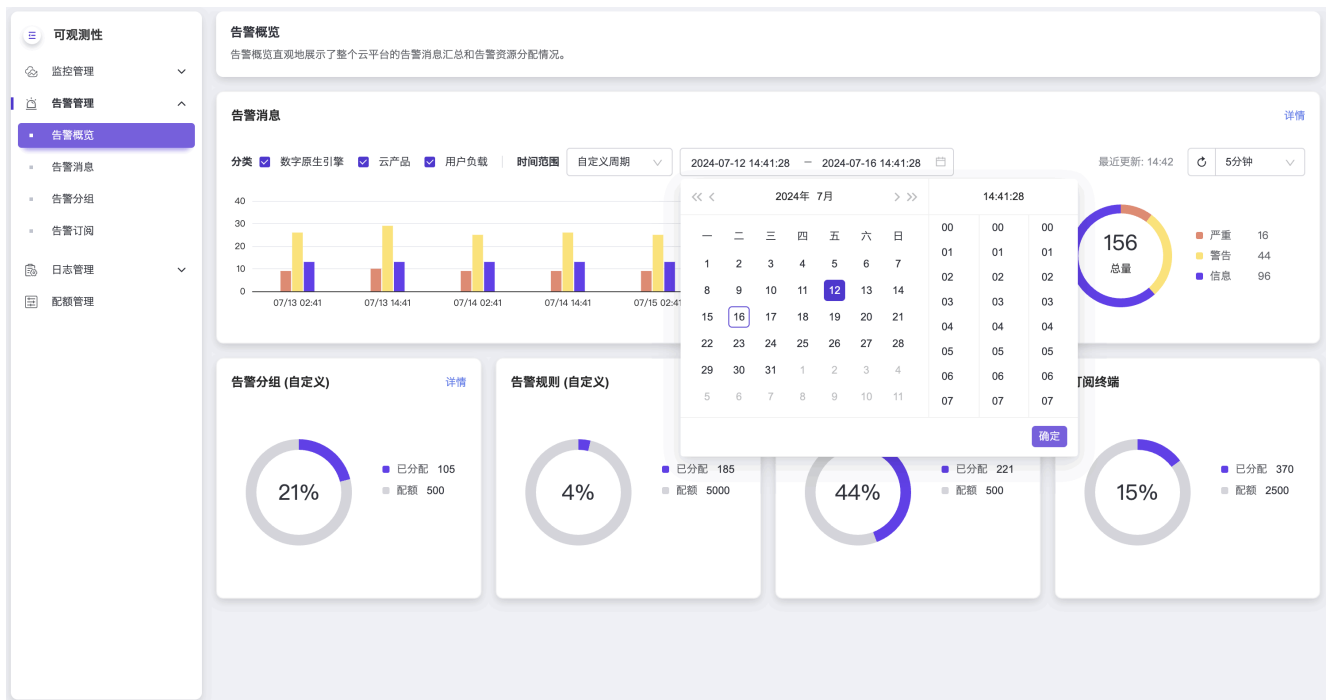 可观测性
监控管理
告警管理
告警概览
告警消息
告警分组
告警订阅
日志管理
配额管理
告警概览
告警概览直观地展示了整个云平台的告警消息汇总和告警资源分配情况。
告警消息 详情
分类 数字原生引擎 云产品 用户负载 时间范围 自定义周期 2024-07-12 14:41:28 — 2024-07-16 14:41:28 最近更新: 14:42 5分钟
40
30
20
10
0
07/13 02:41 07/13 14:41 07/14 02:41 07/14 14:41 07/15 02:41
2024年 7月 14:41:28
一 二 三 四 五 六 日
1 2 3 4 5 6 7
8 9 10 11 12 13 14
15 16 17 18 19 20 21
22 23 24 25 26 27 28
29 30 31 1 2 3 4
5 6 7 8 9 10 11
00 00 00
01 01 01
02 02 02
03 03 03
04 04 04
05 05 05
06 06 06
07 07 07
确定
156
总量
严重 16
警告 44
信息 96
告警分组 (自定义) 详情
21%
已分配 105
配额 500
告警规则 (自定义)
4%
已分配 185
配额 5000
44%
已分配 221
配额 500
订阅终端
15%
已分配 370
配额 2500